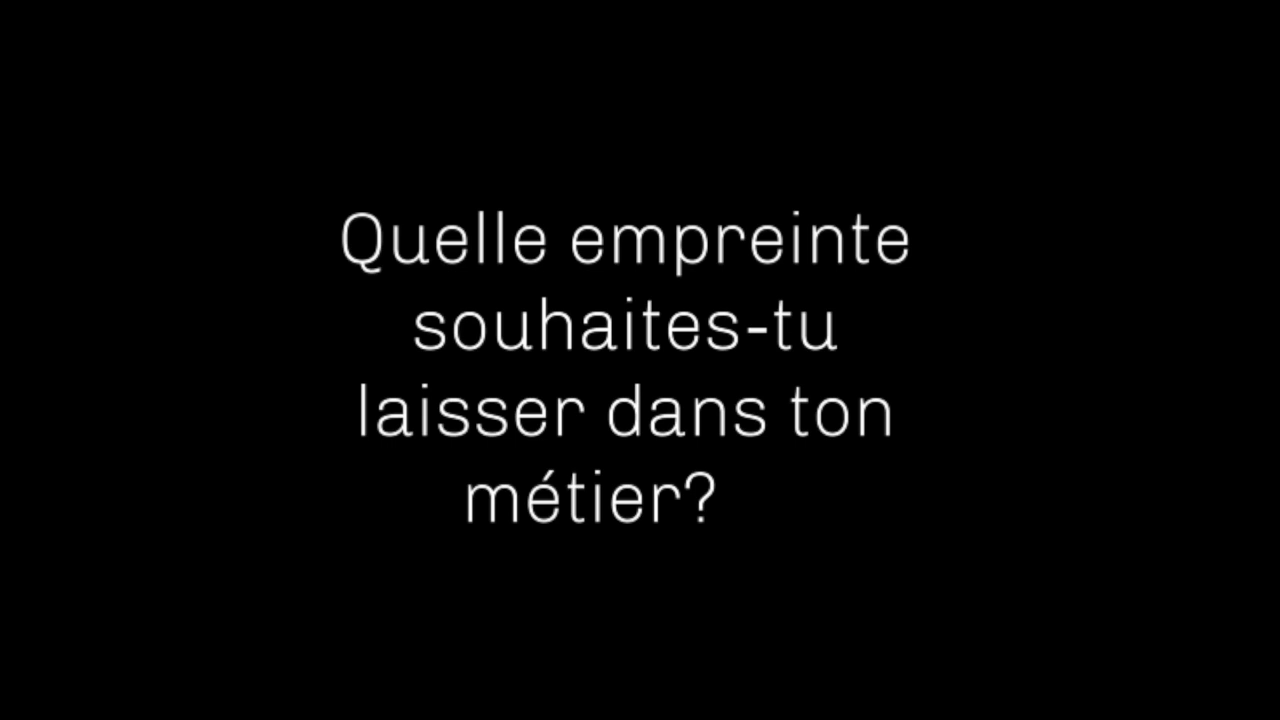 Quelle empreinte
souhaites-tu
laisser dans ton
métier?